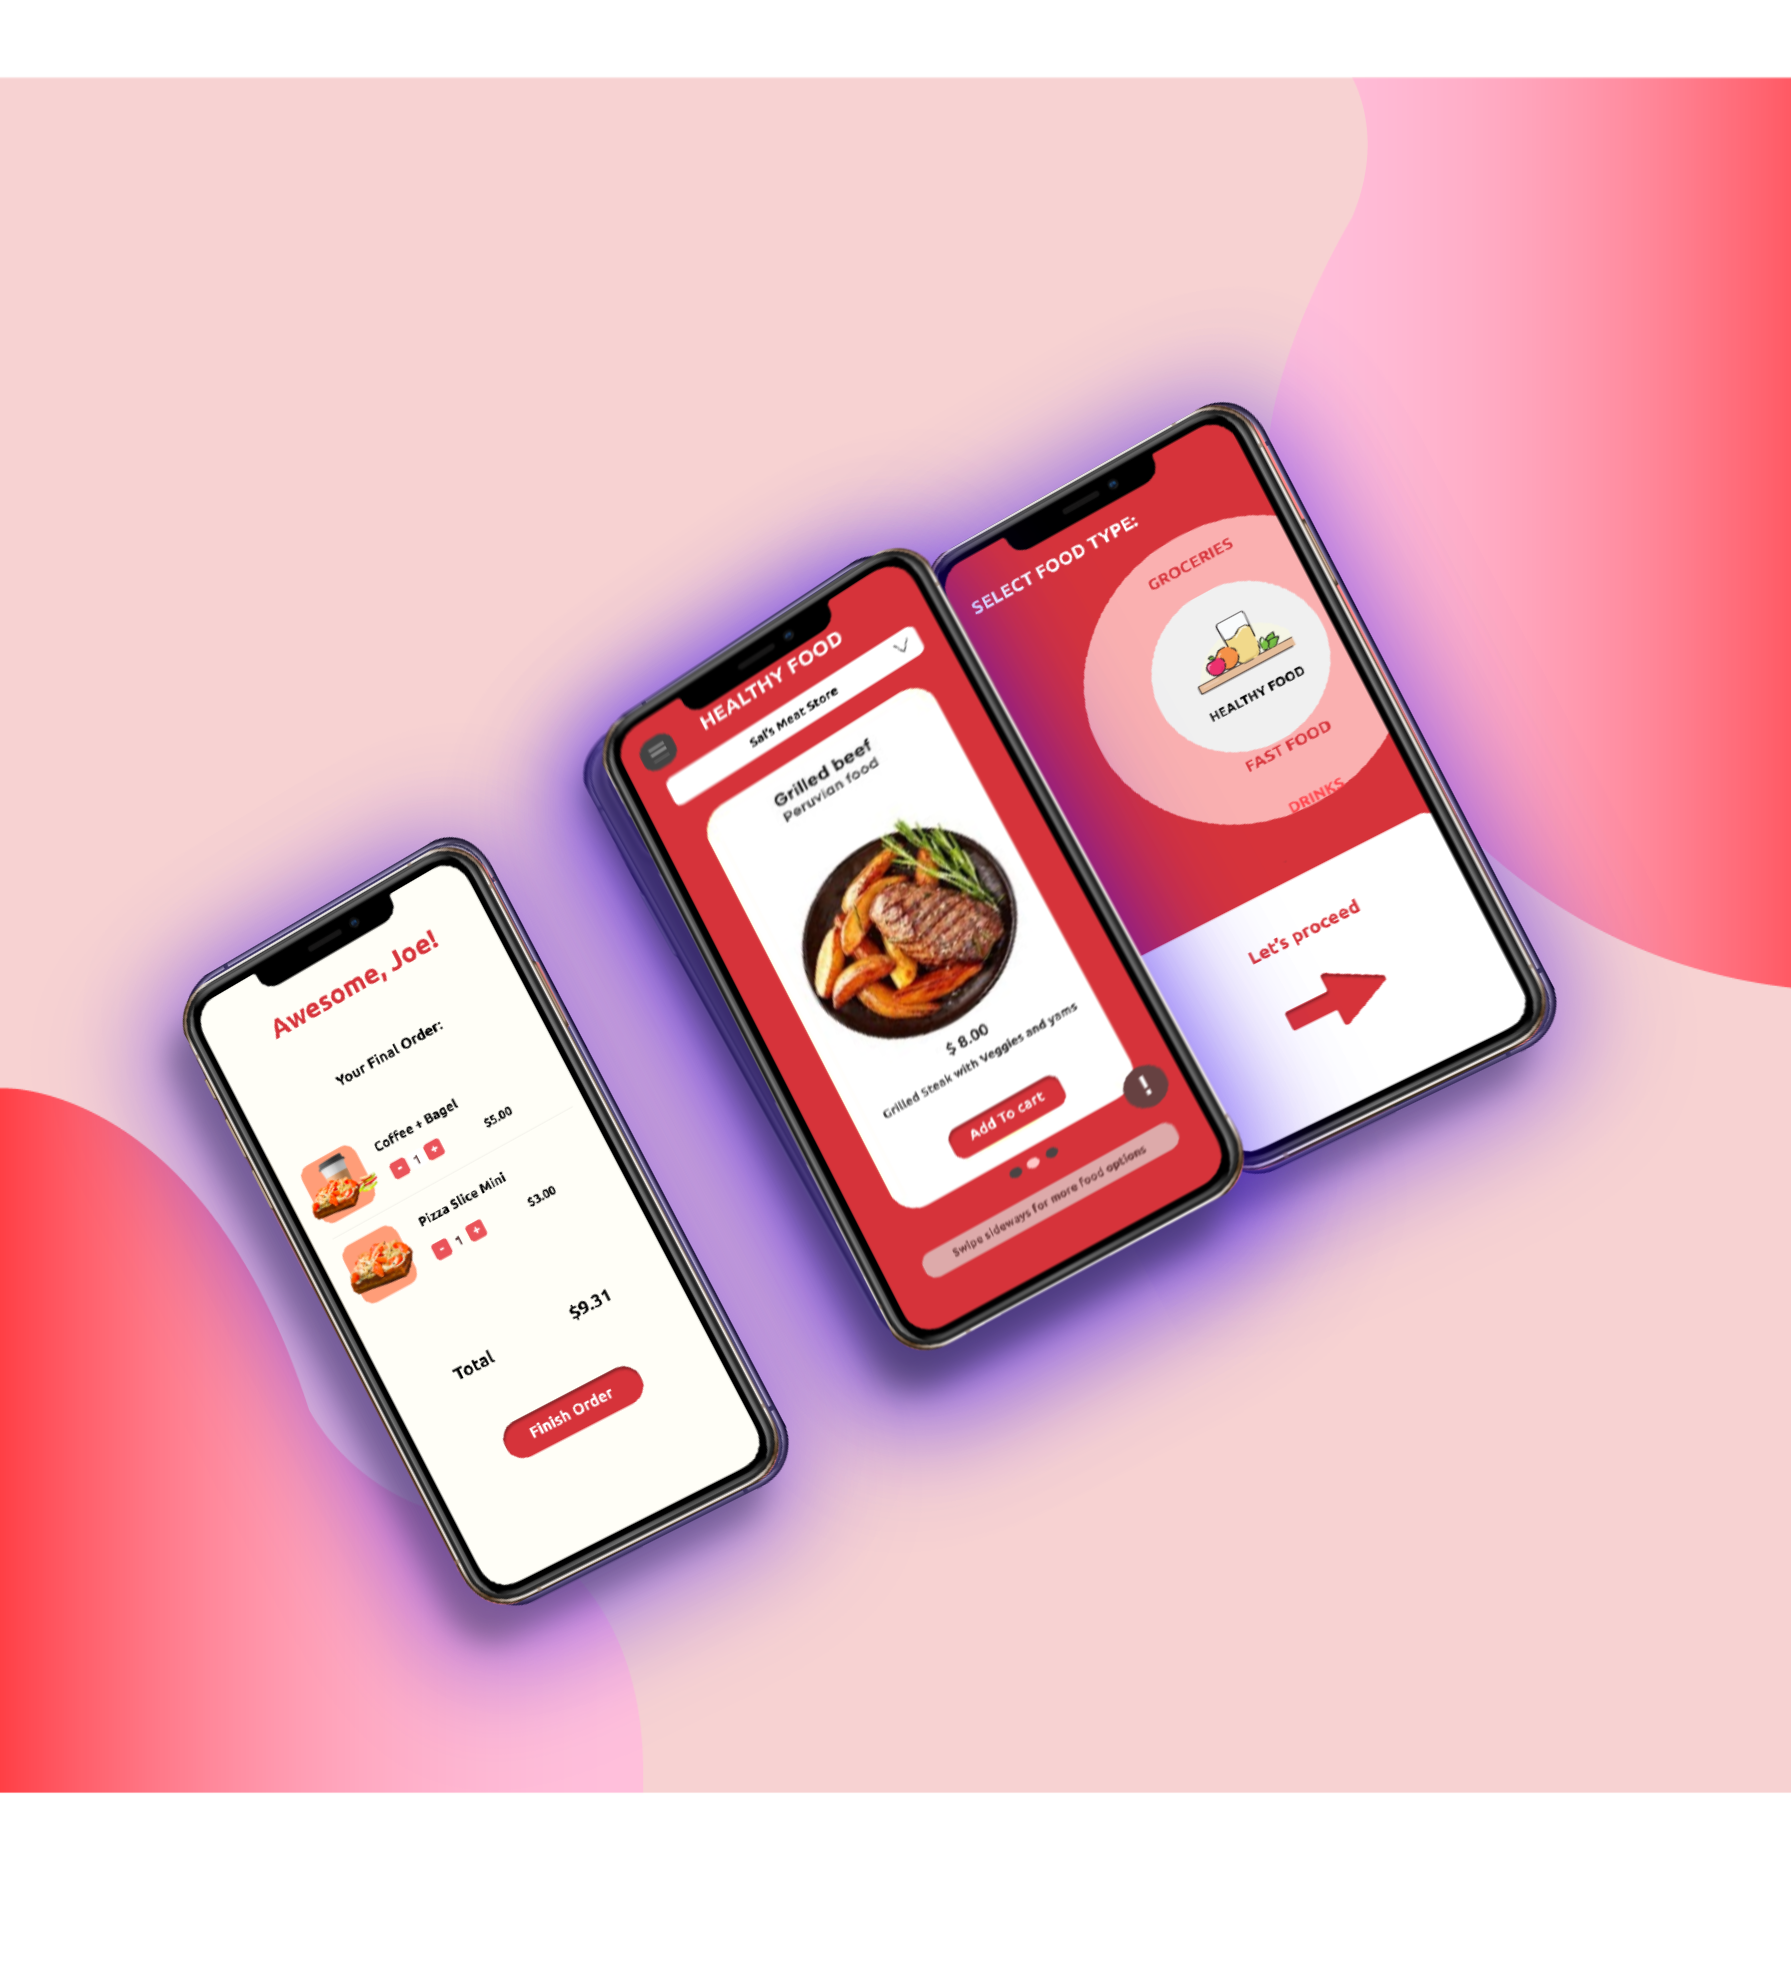 Awesome, Joe!
Your Final Order:
Coffee + Bagel
$5.00
- 1 +
Pizza Slice Mini
$3.00
- 1 +
$9.31
Total
Finish Order
HEALTHY FOOD
Sal's Meat Store
Grilled beef
Peruvian food
$ 8.00
Grilled Steak with Veggies and yams
Add To cart
!
Swipe sideways for more food options
SELECT FOOD TYPE:
GROCERIES
HEALTHY FOOD
FAST FOOD
DRINKS
Let's proceed